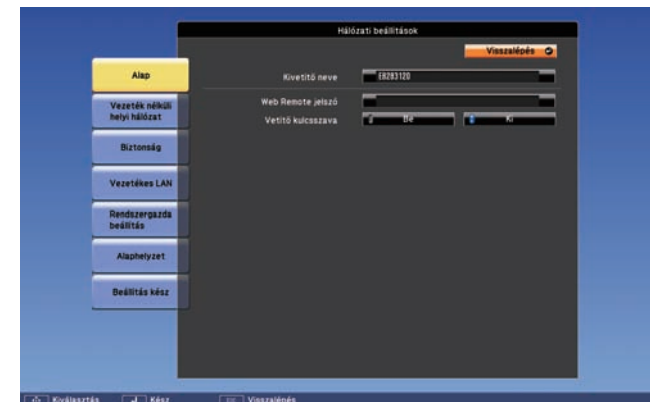 Hálózati beállítások
Visszalépés
Alap
Kivetítő neve
EB2B3120
Vezeték nélküli
helyi hálózat
Web Remote jelszó
Vetítő kulcsszava
Be
Ki
Biztonság
Vezetékes LAN
Rendszergazda
beállítás
Alaphelyzet
Beállítás kész
Kiválasztás
Kész
Visszalépés